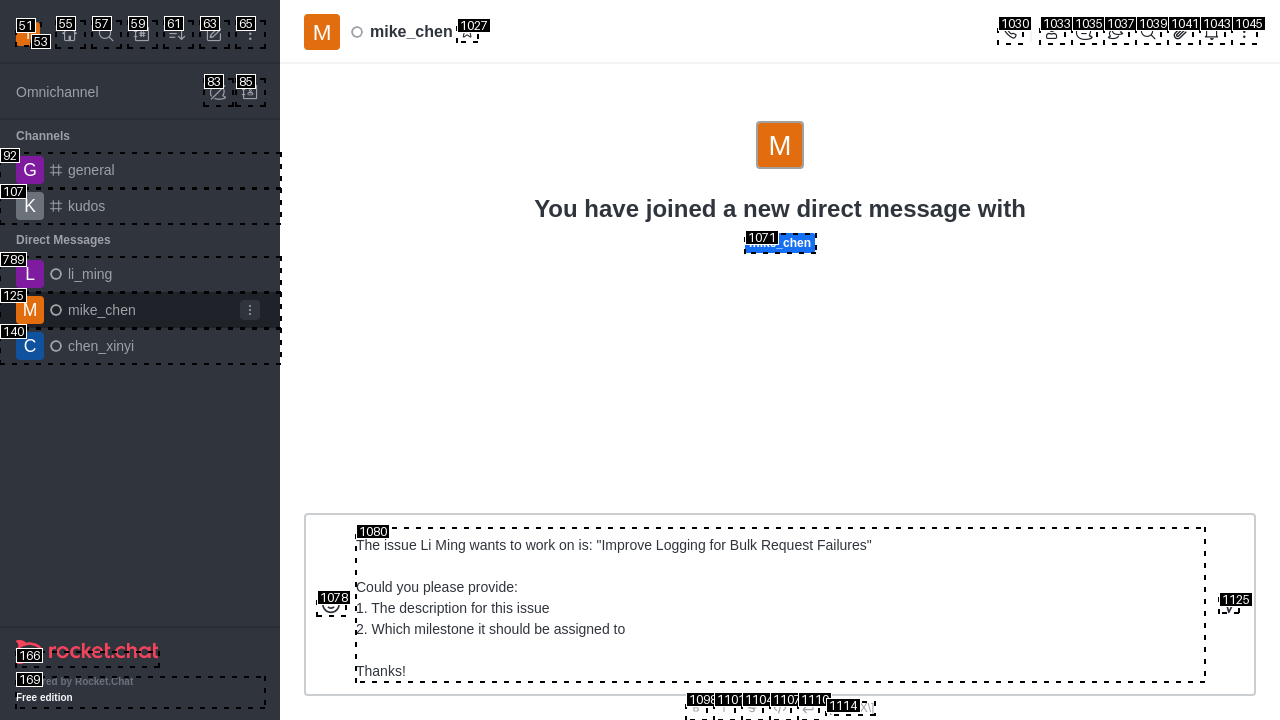 51
53
55
57
59
61
63
65
Omnichannel
83
85
Channels
92
G
general
107
K
kudos
Direct Messages
789
L
li_ming
125
M
mike_chen
140
C
chen_xinyi
166
rocket.chat
169
by Rocket.Chat
Free edition
M
mike_chen
1027
1030
1033
1035
1037
1039
1041
1043
1045
M
You have joined a new direct message with
1071
chen
1080
The issue Li Ming wants to work on is: "Improve Logging for Bulk Request Failures"
Could you please provide:
1. The description for this issue
2. Which milestone it should be assigned to
Thanks!
1078
1125
1098
1101
1104
1107
1110
1114